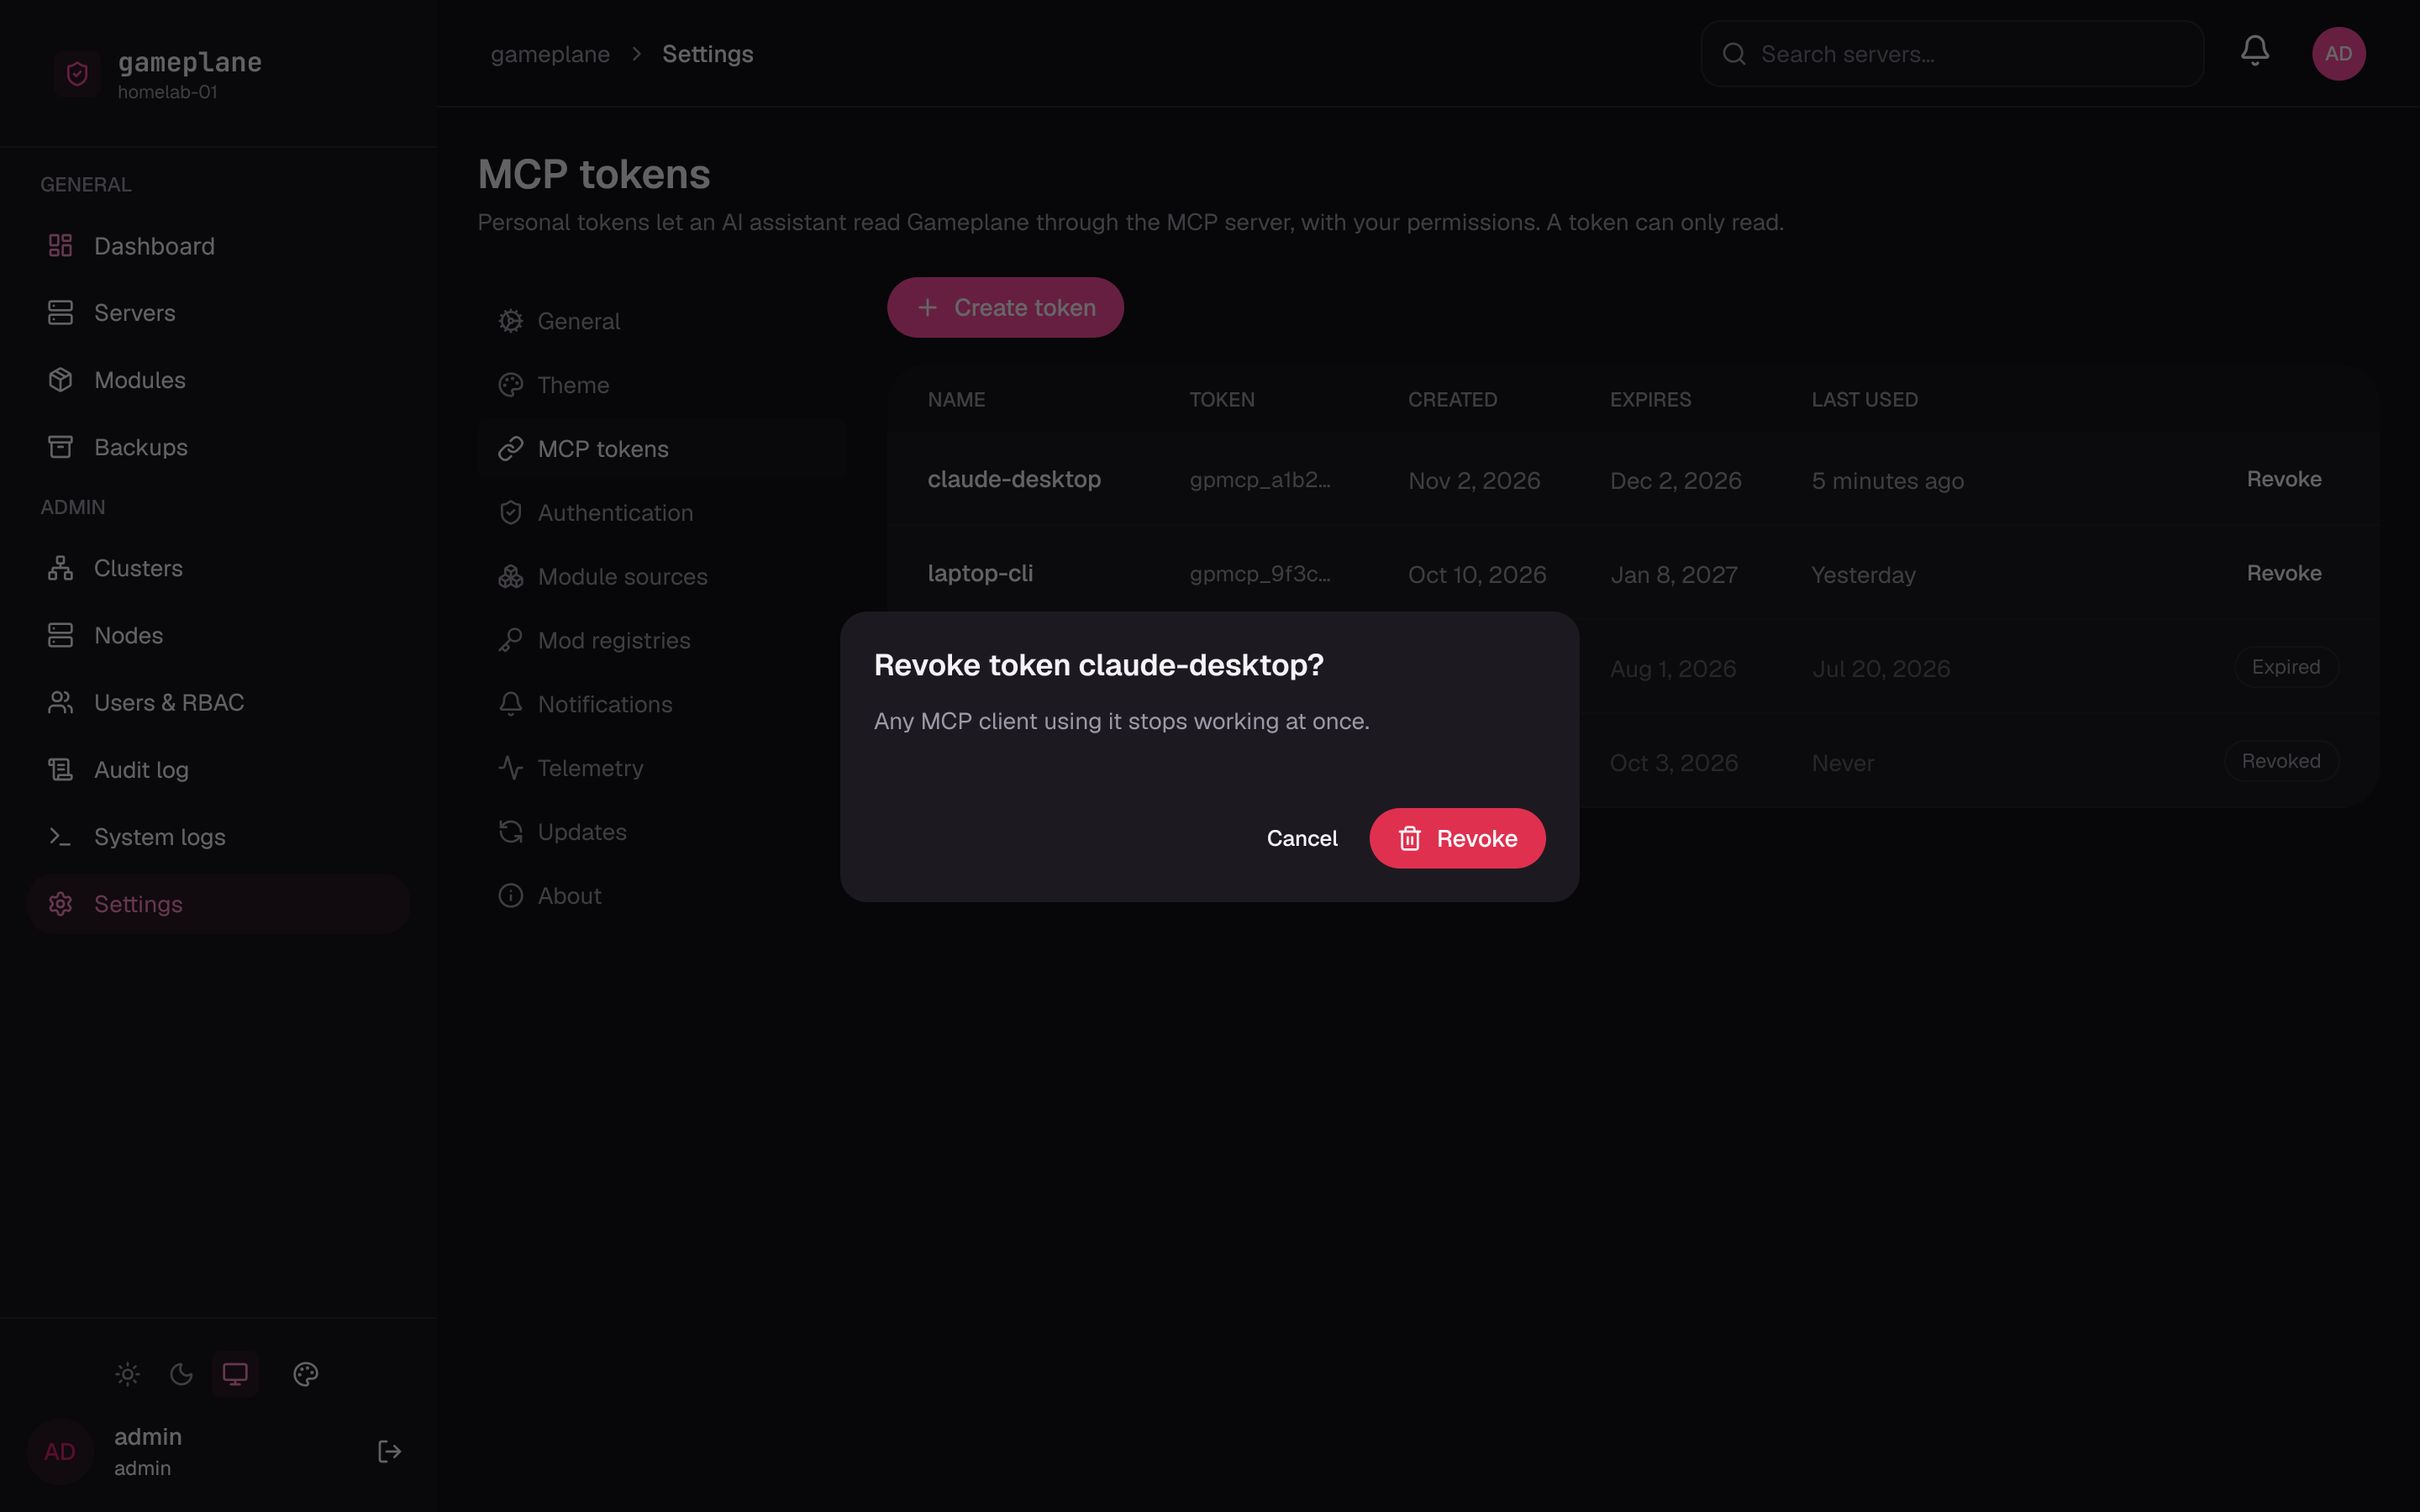 gameplane
homelab-01
GENERAL
Dashboard
Servers
Modules
Backups
ADMIN
Clusters
Nodes
Users & RBAC
Audit log
System logs
Settings
AD
admin
admin
gameplane > Settings
Search servers...
AD
MCP tokens
Personal tokens let an AI assistant read Gameplane through the MCP server, with your permissions. A token can only read.
General
Theme
MCP tokens
Authentication
Module sources
Mod registries
Notifications
Telemetry
Updates
About
+ Create token
NAME TOKEN CREATED EXPIRES LAST USED
claude-desktop gpmcp_a1b2... Nov 2, 2026 Dec 2, 2026 5 minutes ago Revoke
laptop-cli gpmcp_9f3c... Oct 10, 2026 Jan 8, 2027 Yesterday Revoke
Aug 1, 2026 Jul 20, 2026 Expired
Oct 3, 2026 Never Revoked
Revoke token claude-desktop?
Any MCP client using it stops working at once.
Cancel Revoke